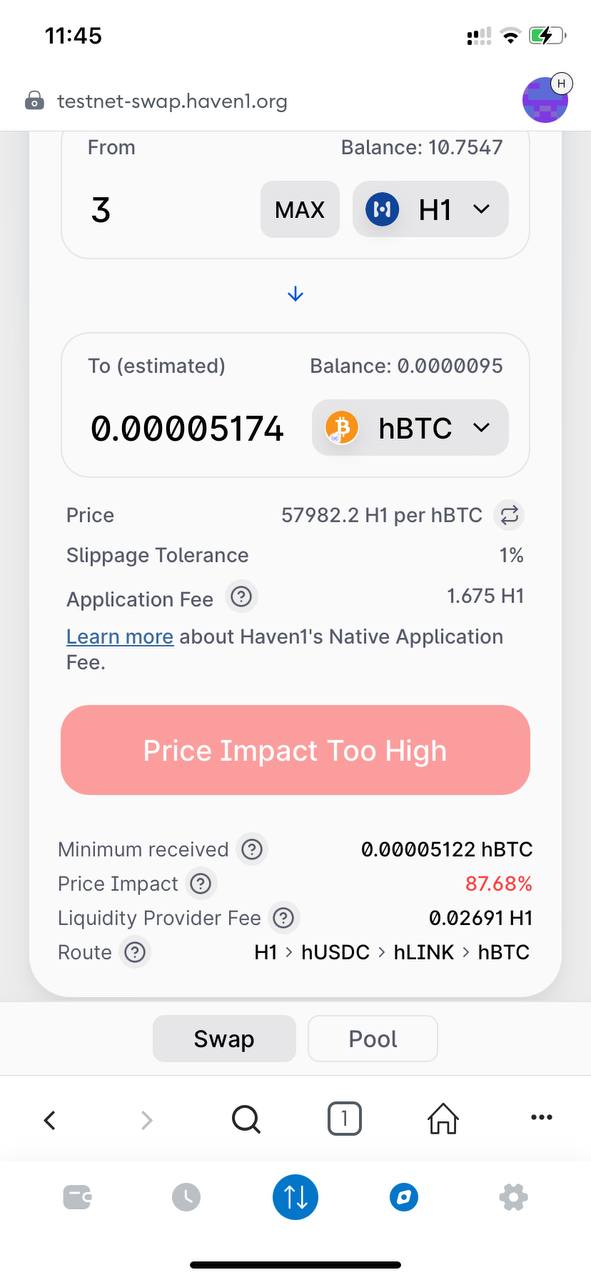 11:45
testnet-swap.haven1.org
H
From Balance: 10.7547
3 MAX H1
To (estimated) Balance: 0.0000095
0.00005174 hBTC
Price 57982.2 H1 per hBTC
Slippage Tolerance 1%
Application Fee ? 1.675 H1
Learn more about Haven1's Native Application
Fee.
Price Impact Too High
Minimum received ? 0.00005122 hBTC
Price Impact ? 87.68%
Liquidity Provider Fee ? 0.02691 H1
Route ? H1 > hUSDC > hLINK > hBTC
Swap Pool
1